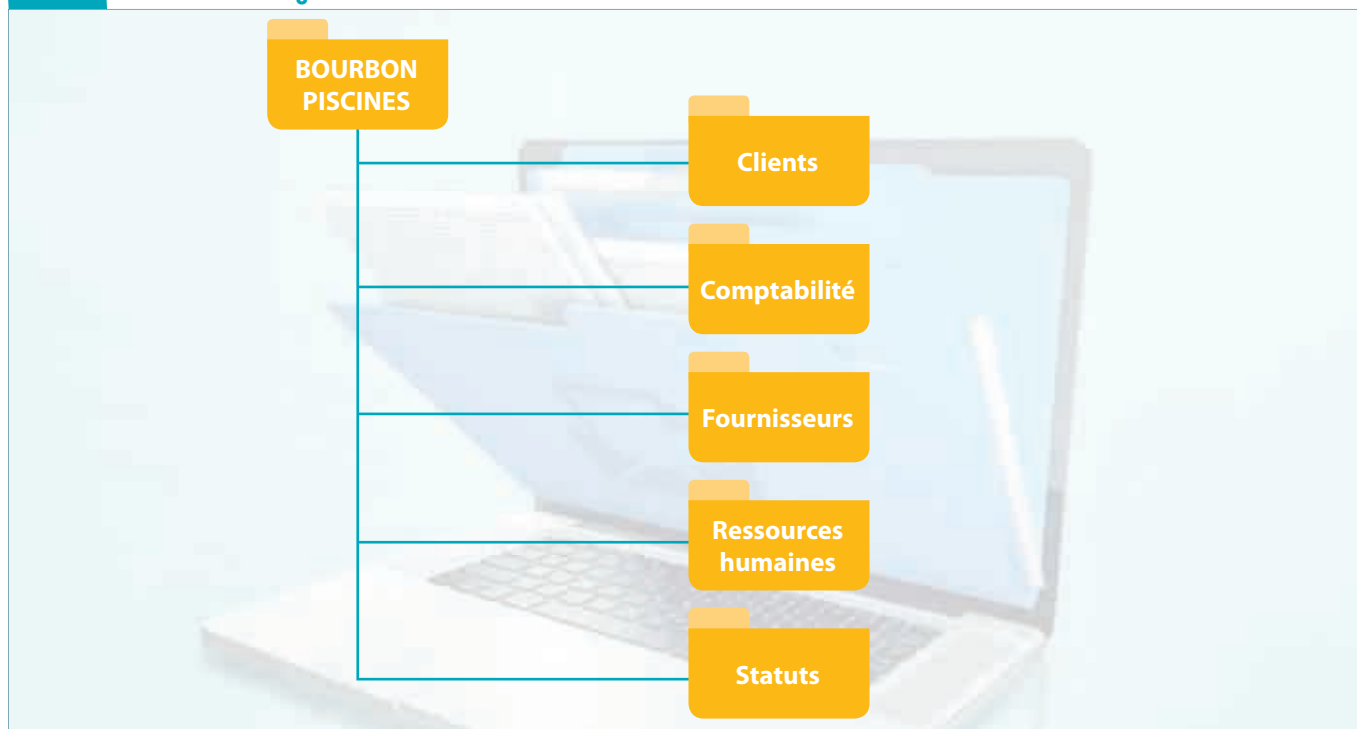 BOURBON
PISCINES
Clients
Comptabilité
Fournisseurs
Ressources
humaines
Statuts